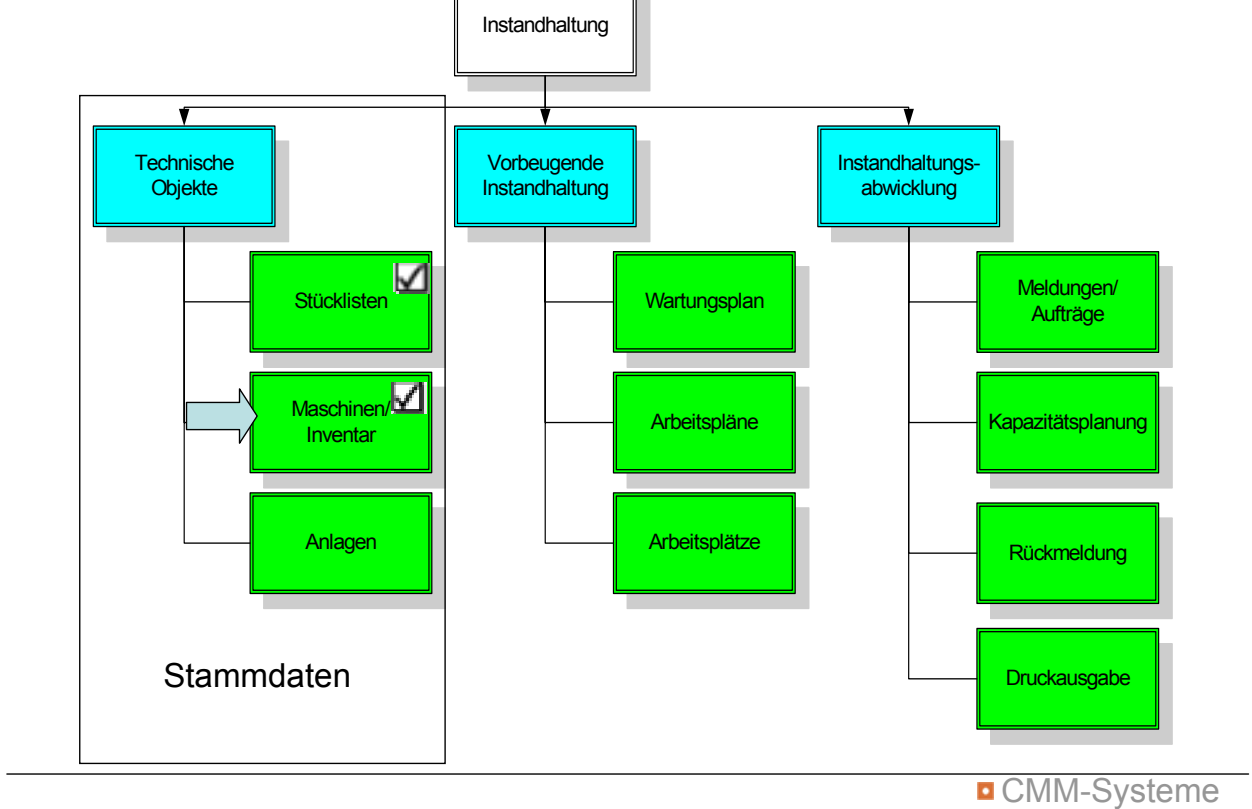 Instandhaltung
Technische
Objekte
Vorbeugende
Instandhaltung
Instandhaltungs-
abwicklung
Stücklisten
Wartungsplan
Meldungen/
Aufträge
Maschinen/
Inventar
Arbeitspläne
Kapazitätsplanung
Anlagen
Arbeitsplätze
Rückmeldung
Stammdaten
Druckausgabe
CMM-Systeme